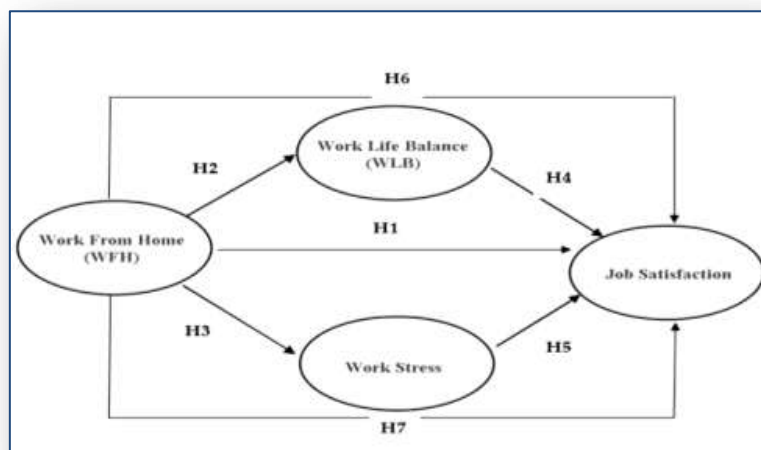 H6
Work Life Balance
(WLB)
H2
H4
H1
Work From Home
(WFH)
Job Satisfaction
H3
H5
Work Stress
H7